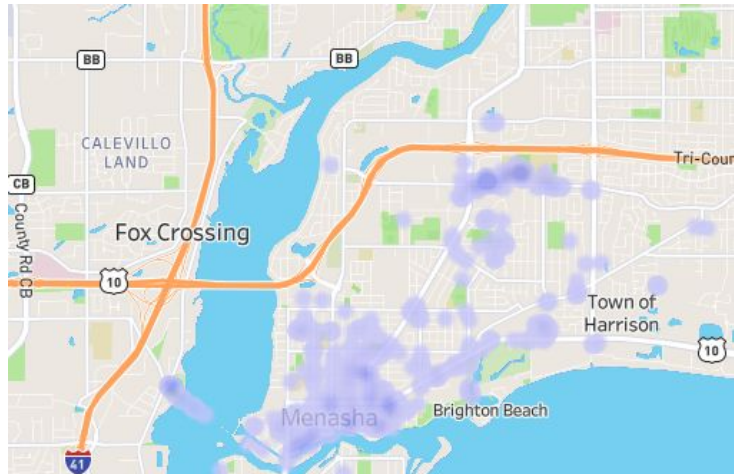 BB
BB
CALEVILLO
LAND
Tri-Coun
CB
County Rd CB
Fox Crossing
10
Town of
Harrison
10
Menasha
Brighton Beach
41